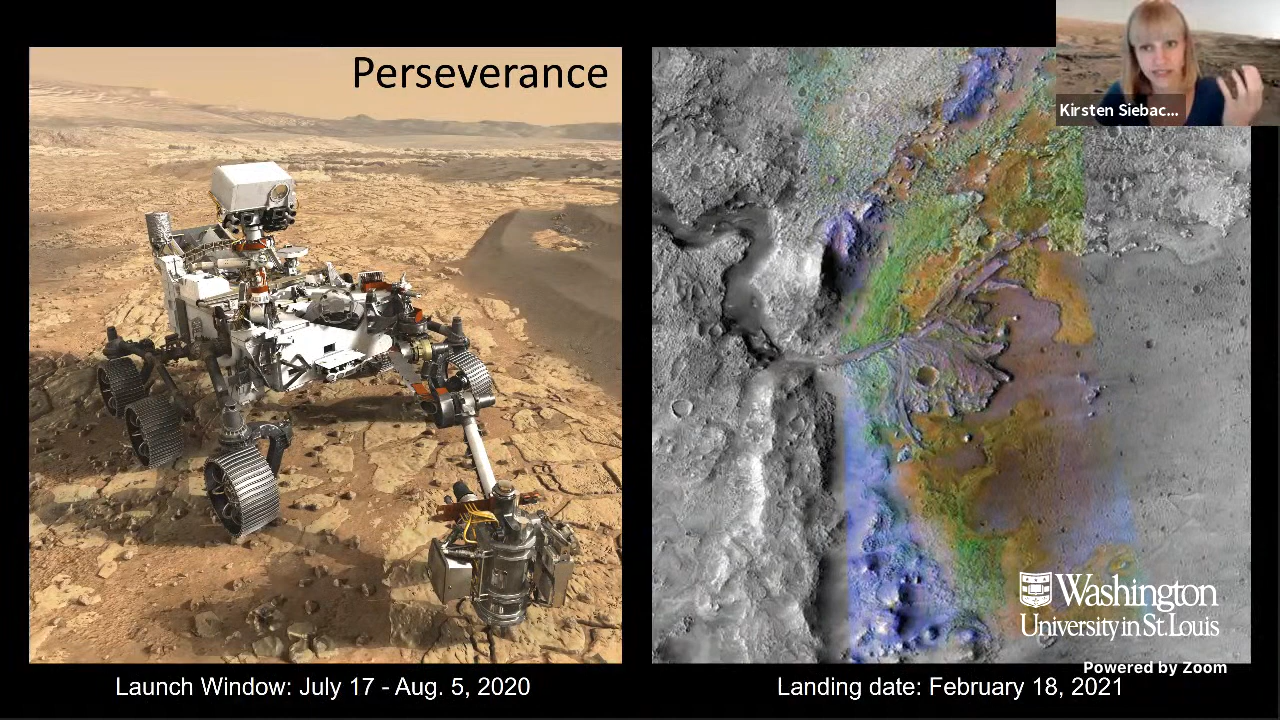 Perseverance
Kirsten Siebac...
Washington
University in St. Louis
Powered by Zoom
Launch Window: July 17 - Aug. 5, 2020
Landing date: February 18, 2021